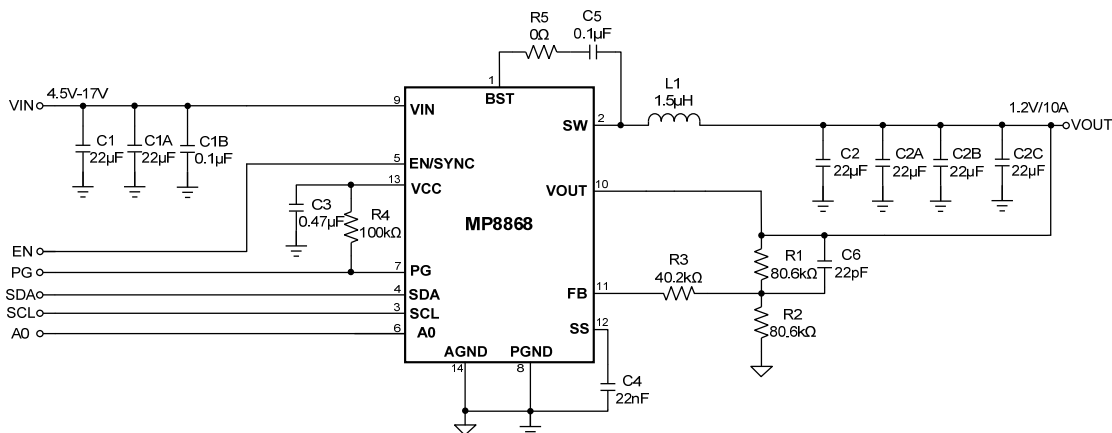 R5
0Ω
C5
0.1µF
1
BST
VIN
4.5V-17V
9
VIN
C1
22µF
C1A
22µF
C1B
0.1µF
L1
1.5µH
SW
2
1.2V/10A
VOUT
C2
22µF
C2A
22µF
C2B
22µF
C2C
22µF
5
EN/SYNC
13
VCC
VOUT
10
C3
0.47µF
R4
100kΩ
MP8868
EN
PG
7
PG
R3
40.2kΩ
R1
80.6kΩ
C6
22pF
SDA
4
SDA
FB
11
SCL
3
SCL
A0
6
A0
SS
12
R2
80.6kΩ
AGND
PGND
14
8
C4
22nF